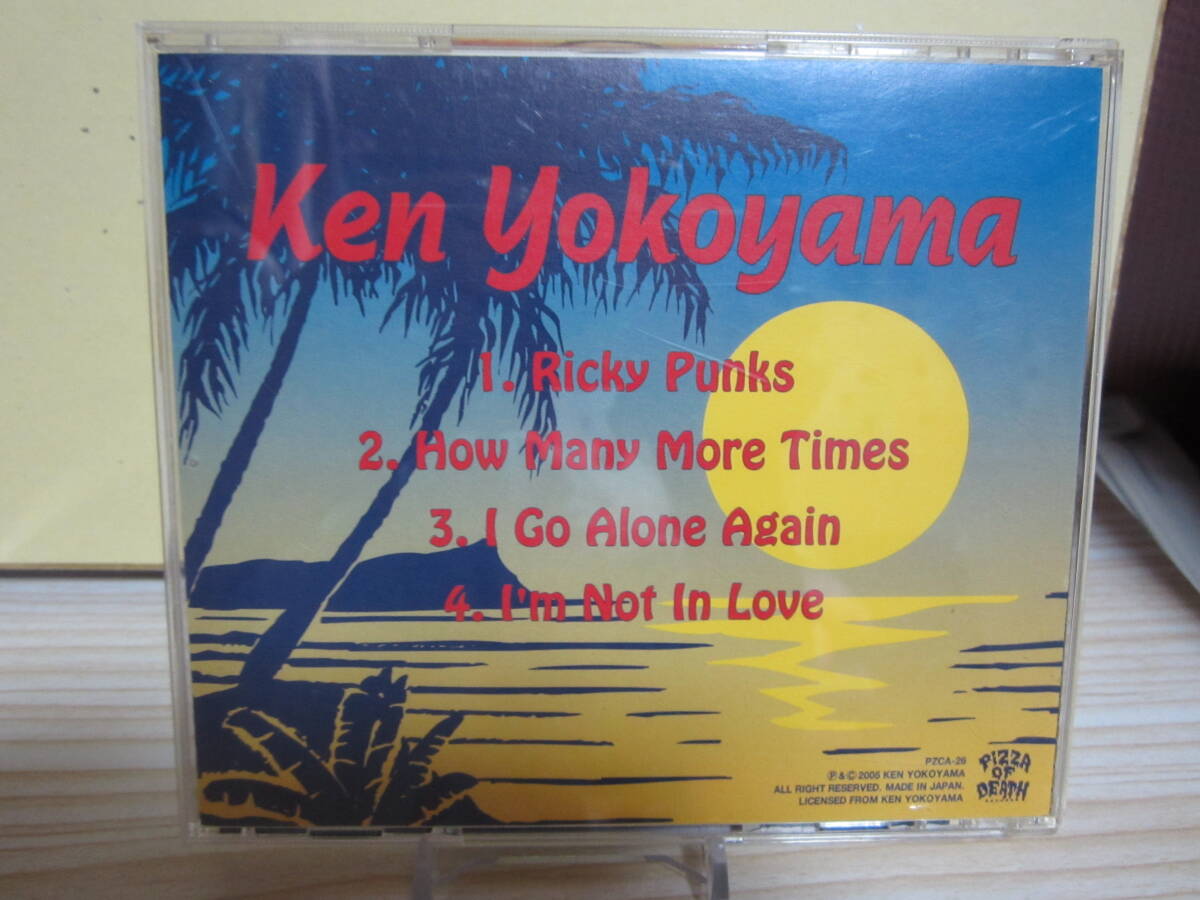 Ken Yokoyama
1. Ricky Punks
2. How Many More Times
3. I Go Alone Again
4. I'm Not In Love
PZCA-26
℗ & © 2005 KEN YOKOYAMA
ALL RIGHT RESERVED. MADE IN JAPAN.
LICENSED FROM KEN YOKOYAMA
PIZZA
OF
DEATH
RECORDS